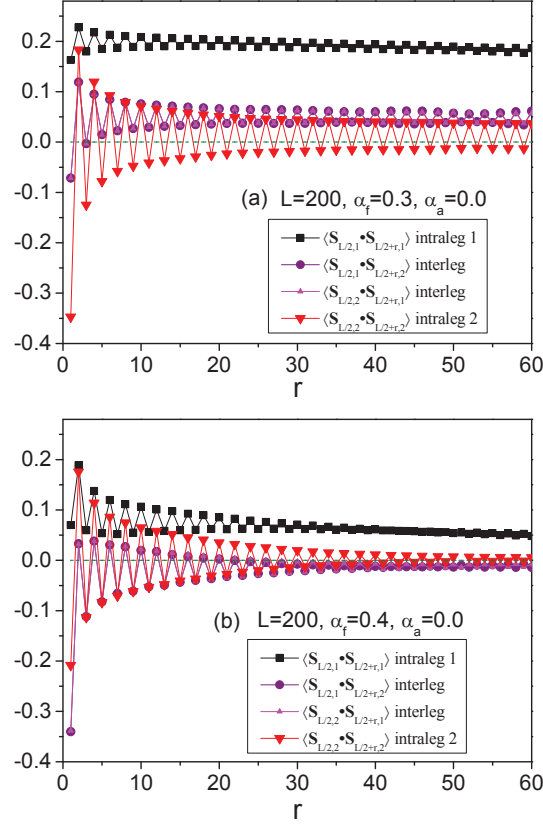 0.2
0.1
0.0
-0.1
-0.2
-0.3
-0.4
(a) L=200, α_f=0.3, α_a=0.0
⟨S_{L/2,1}•S_{L/2+r,1}⟩ intraleg 1
⟨S_{L/2,1}•S_{L/2+r,2}⟩ interleg
⟨S_{L/2,2}•S_{L/2+r,1}⟩ interleg
⟨S_{L/2,2}•S_{L/2+r,2}⟩ intraleg 2
0 10 20 30 40 50 60
r
0.2
0.1
0.0
-0.1
-0.2
-0.3
-0.4
(b) L=200, α_f=0.4, α_a=0.0
⟨S_{L/2,1}•S_{L/2+r,1}⟩ intraleg 1
⟨S_{L/2,1}•S_{L/2+r,2}⟩ interleg
⟨S_{L/2,2}•S_{L/2+r,1}⟩ interleg
⟨S_{L/2,2}•S_{L/2+r,2}⟩ intraleg 2
0 10 20 30 40 50 60
r